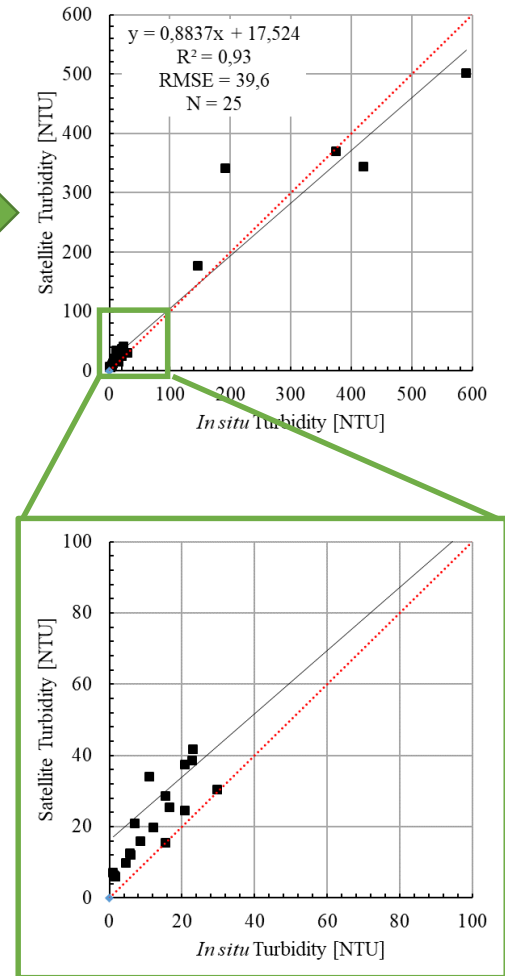 y = 0,8837x + 17,524
R² = 0,93
RMSE = 39,6
N = 25
Satellite Turbidity [NTU]
600
500
400
300
200
100
0
0 100 200 300 400 500 600
In situ Turbidity [NTU]
Satellite Turbidity [NTU]
100
80
60
40
20
0
0 20 40 60 80 100
In situ Turbidity [NTU]